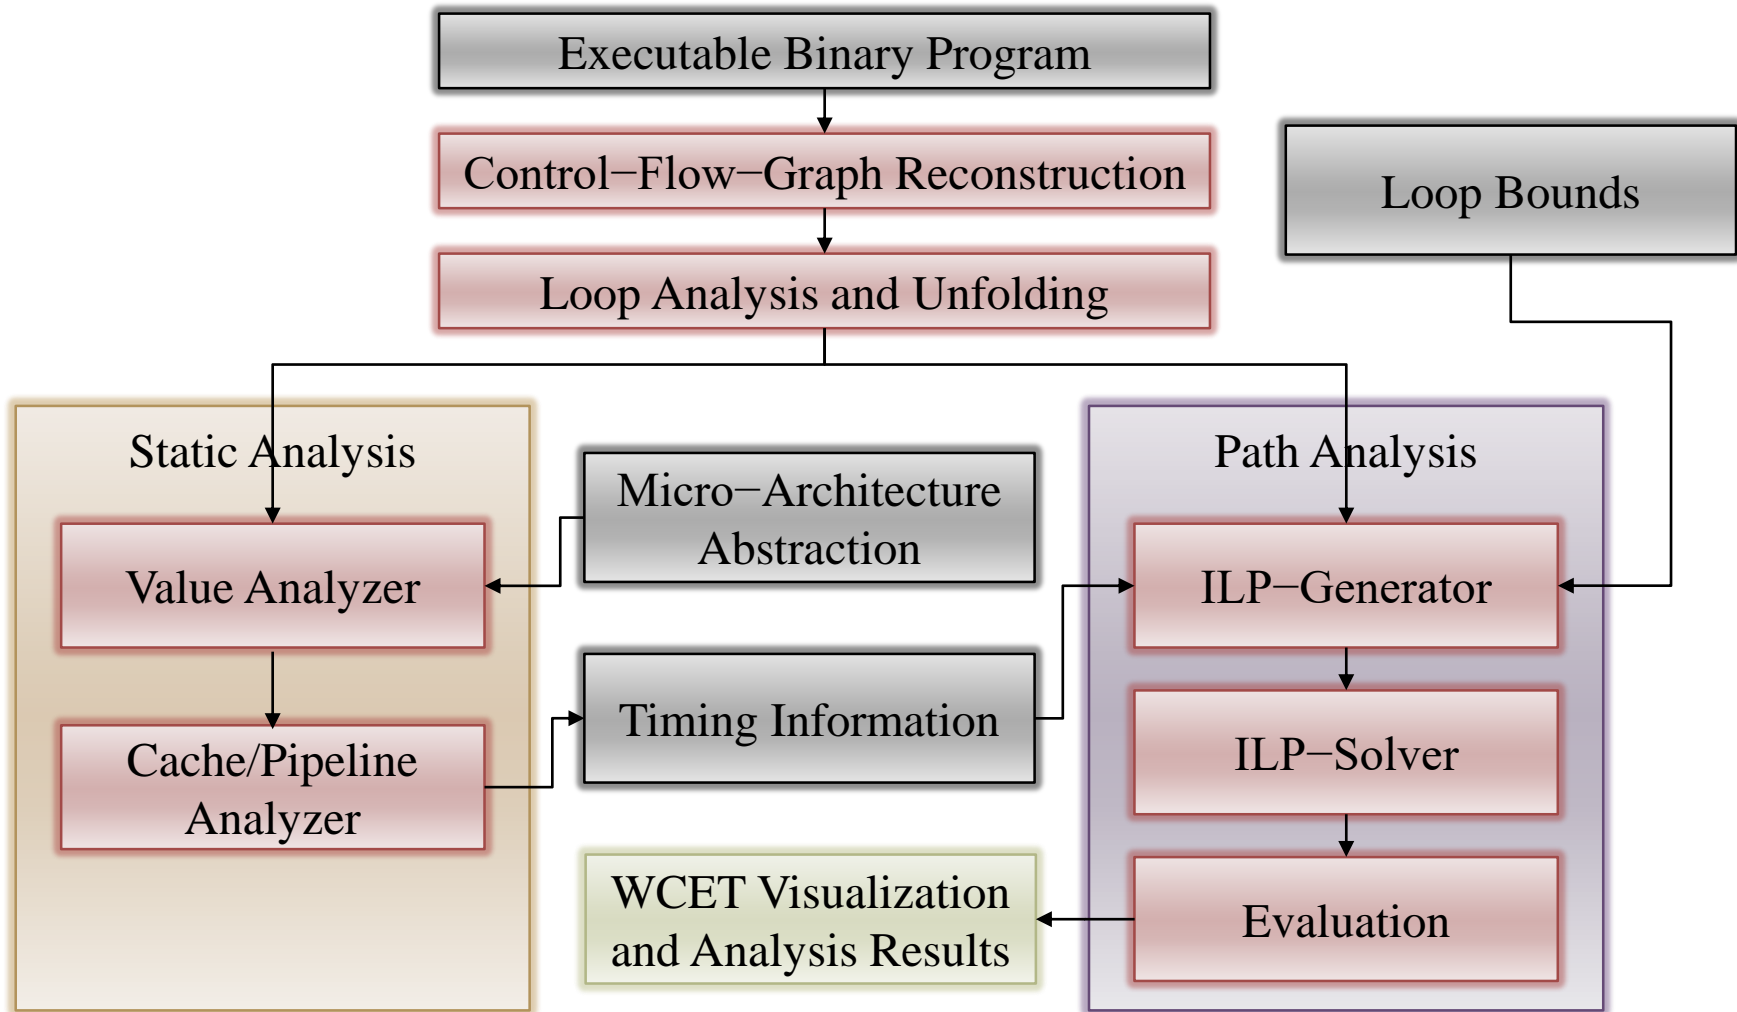 Executable Binary Program
Control−Flow−Graph Reconstruction
Loop Bounds
Loop Analysis and Unfolding
Static Analysis
Micro−Architecture
Abstraction
Path Analysis
Value Analyzer
ILP−Generator
Cache/Pipeline
Analyzer
Timing Information
ILP−Solver
WCET Visualization
and Analysis Results
Evaluation